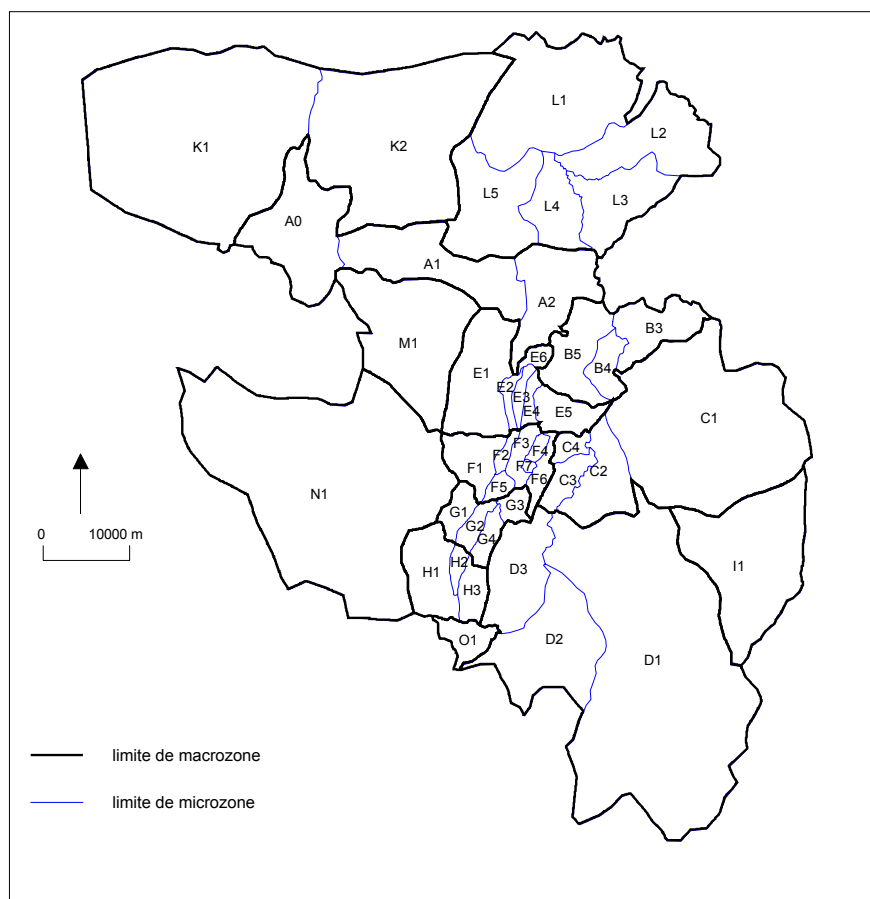 L1
L2
K1
K2
L5
L3
L4
A0
A1
A2
B3
M1
B5
E6
E1
B4
E2
E3
E4
E5
C1
F3
F2
F4
C4
F1
F7
C2
N1
F6
C3
F5
G3
G1
G2
G4
0 10000 m
H2
H1
D3
I1
H3
O1
D2
D1
limite de macrozone
limite de microzone